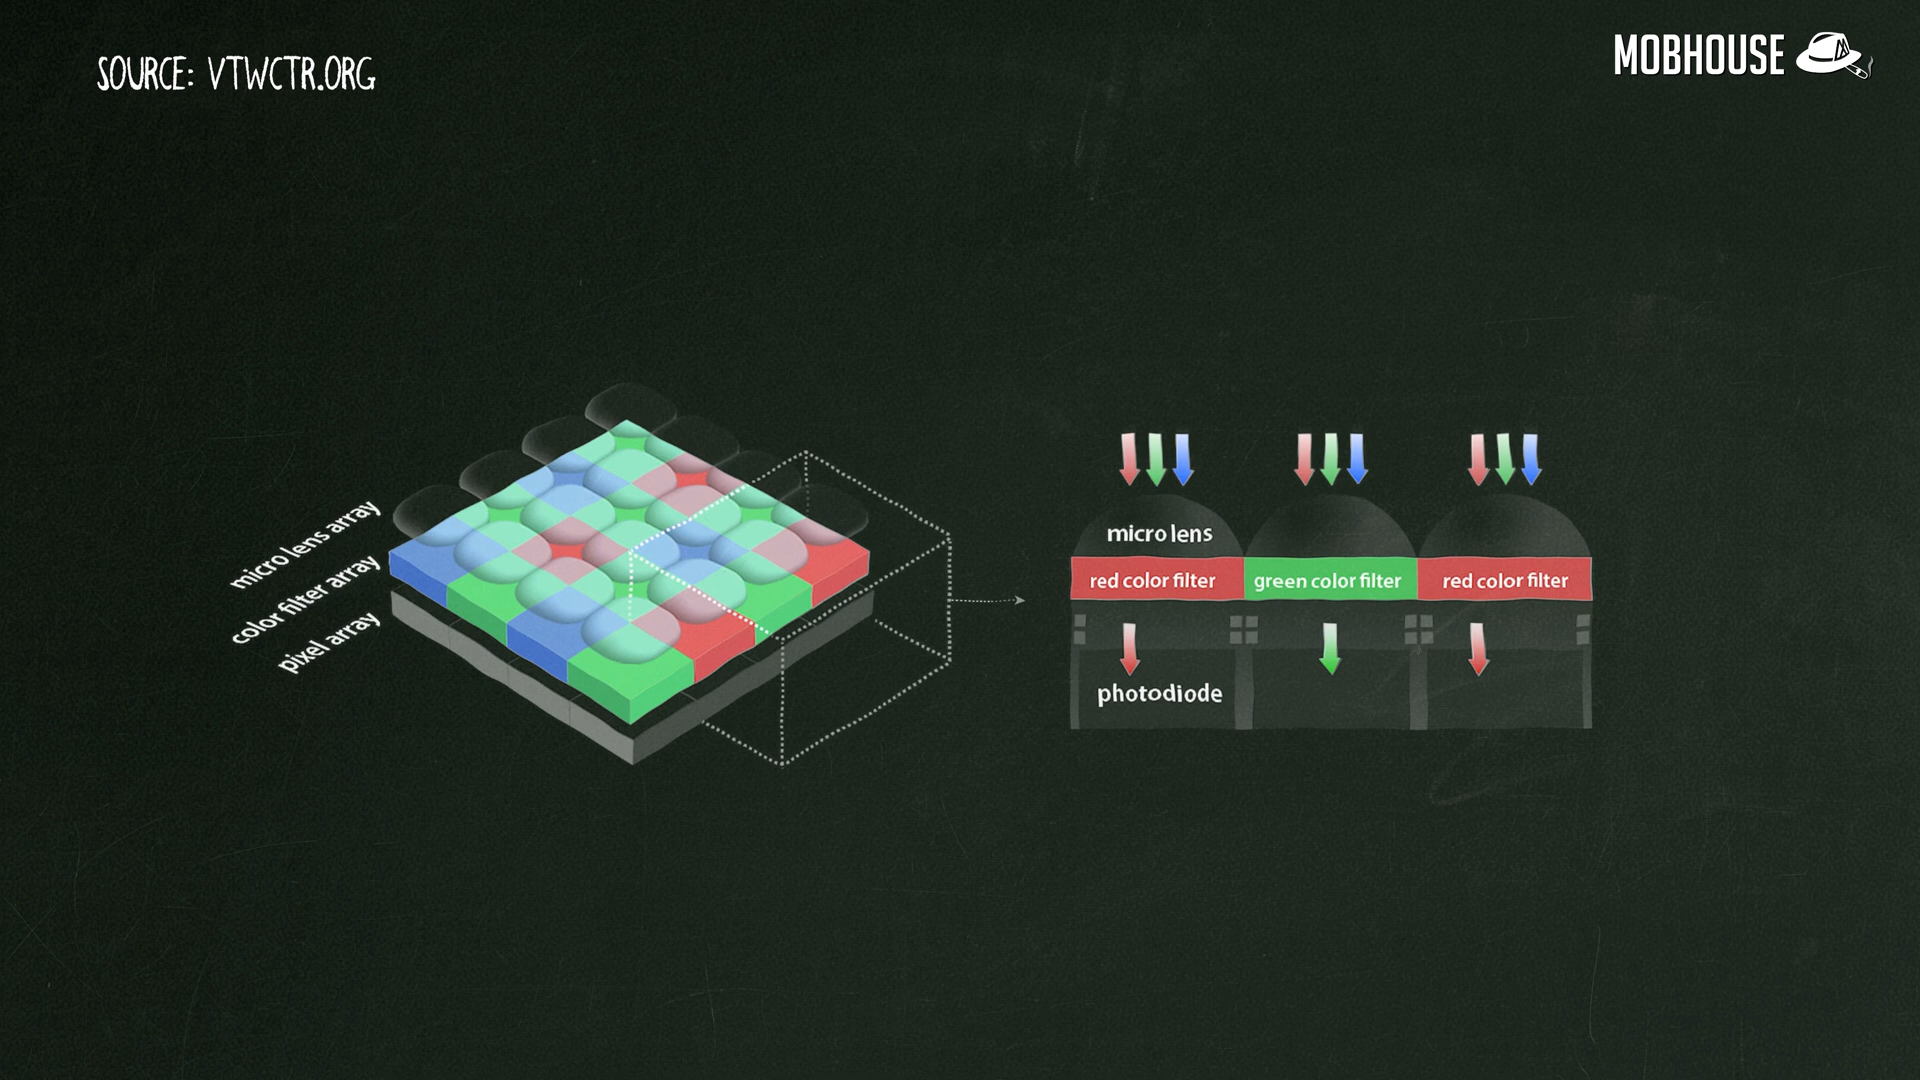 SOURCE: VTWCTR.ORG
MOBHOUSE
micro lens array
color filter array
pixel array
micro lens
red color filter
green color filter
red color filter
photodiode